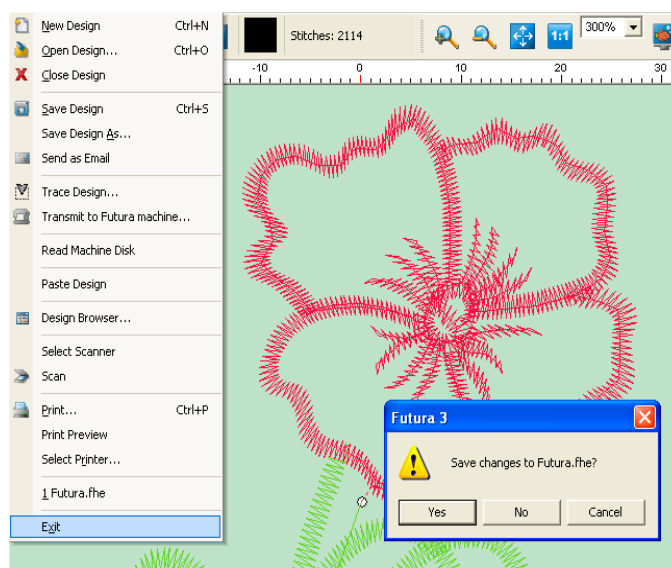 New Design Ctrl+N
Open Design... Ctrl+O
Close Design
Save Design Ctrl+S
Save Design As...
Send as Email
Trace Design...
Transmit to Futura machine...
Read Machine Disk
Paste Design
Design Browser...
Select Scanner
Scan
Print... Ctrl+P
Print Preview
Select Printer...
1 Futura.fhe
Exit
Stitches: 2114
1:1
300%
-10 0 10 20 30
Futura 3
Save changes to Futura.fhe?
Yes No Cancel